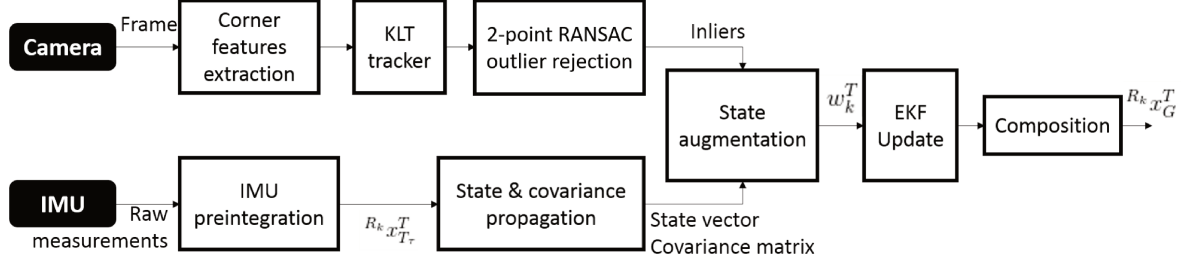 Camera
Frame
Corner
features
extraction
KLT
tracker
2-point RANSAC
outlier rejection
Inliers
State
augmentation
w_k^T
EKF
Update
Composition
^{R_k}x_G^T
IMU
Raw
measurements
IMU
preintegration
^{R_k}x_{T_τ}^T
State & covariance
propagation
State vector
Covariance matrix